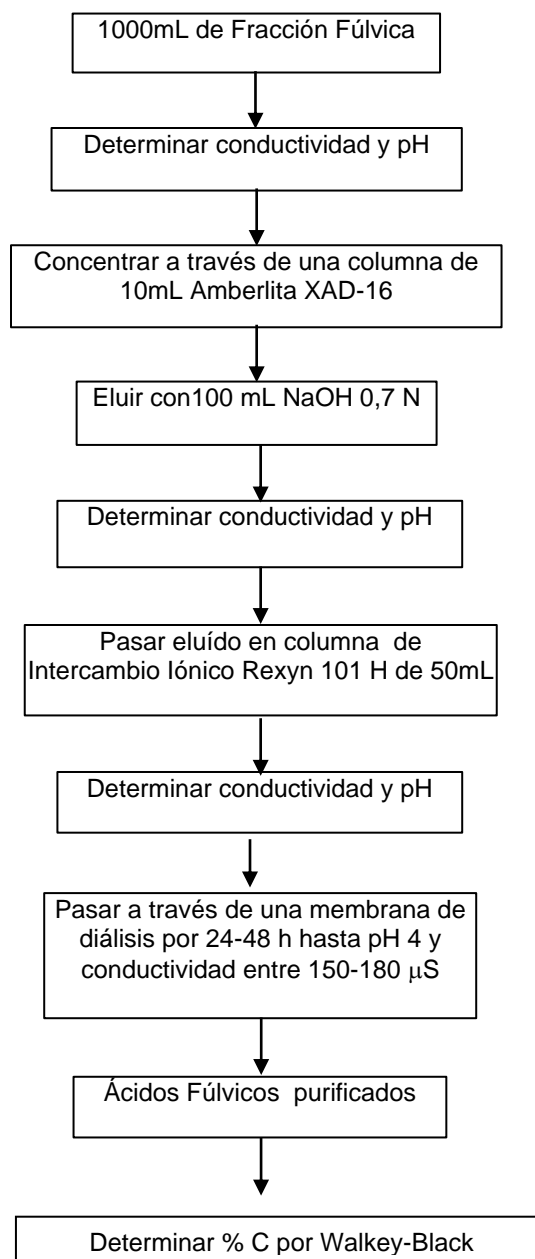 1000mL de Fracción Fúlvica
Determinar conductividad y pH
Concentrar a través de una columna de
10mL Amberlita XAD-16
Eluir con100 mL NaOH 0,7 N
Determinar conductividad y pH
Pasar eluído en columna de
Intercambio Iónico Rexyn 101 H de 50mL
Determinar conductividad y pH
Pasar a través de una membrana de
diálisis por 24-48 h hasta pH 4 y
conductividad entre 150-180 μS
Ácidos Fúlvicos purificados
Determinar % C por Walkey-Black